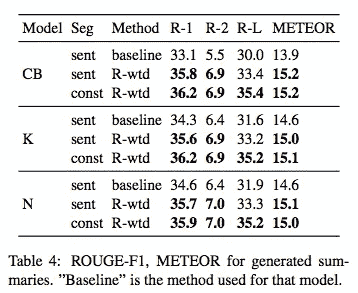 Model Seg Method R-1 R-2 R-L METEOR
sent baseline 33.1 5.5 30.0 13.9
CB sent R-wtd 35.8 6.9 33.4 15.2
const R-wtd 36.2 6.9 35.4 15.2
sent baseline 34.3 6.4 31.6 14.6
K sent R-wtd 35.6 6.9 33.2 15.0
const R-wtd 36.2 6.9 35.2 15.1
sent baseline 34.6 6.4 31.9 14.6
N sent R-wtd 35.7 7.0 33.3 15.1
const R-wtd 35.9 7.0 35.2 15.0
Table 4: ROUGE-F1, METEOR for generated sum-
maries. ”Baseline” is the method used for that model.